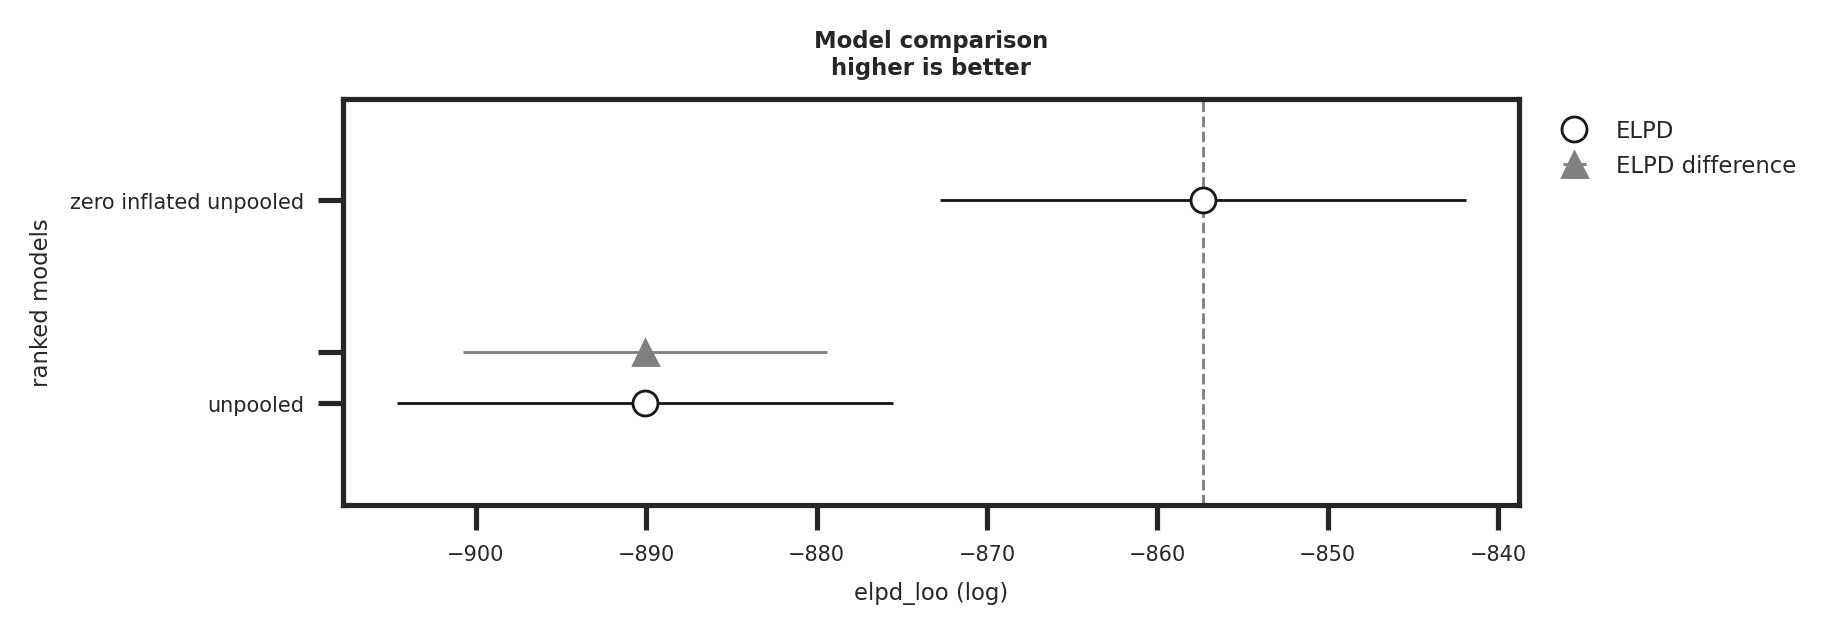 Model comparison
higher is better
ELPD
ELPD difference
zero inflated unpooled
unpooled
ranked models
−900
−890
−880
−870
−860
−850
−840
elpd_loo (log)